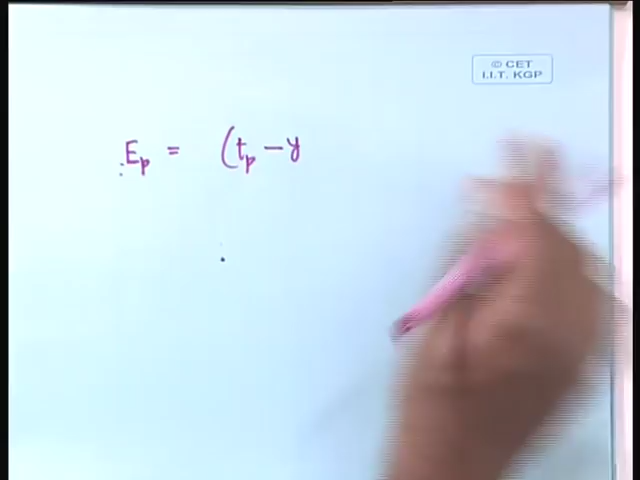 © CET
I.I.T. KGP
Ep = (tp - y